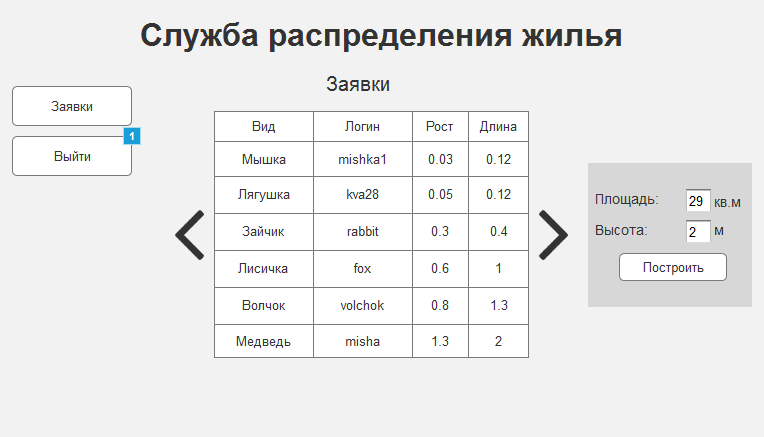 Служба распределения жилья
Заявки
Заявки
1
Выйти
Вид Логин Рост Длина
Мышка mishka1 0.03 0.12
Лягушка kva28 0.05 0.12
Зайчик rabbit 0.3 0.4
Лисичка fox 0.6 1
Волчок volchok 0.8 1.3
Медведь misha 1.3 2
Площадь: 29 кв.м
Высота: 2 м
Построить